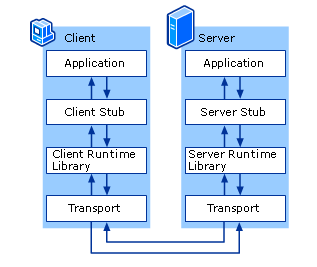 Client
Application
Client Stub
Client Runtime
Library
Transport
Server
Application
Server Stub
Server Runtime
Library
Transport